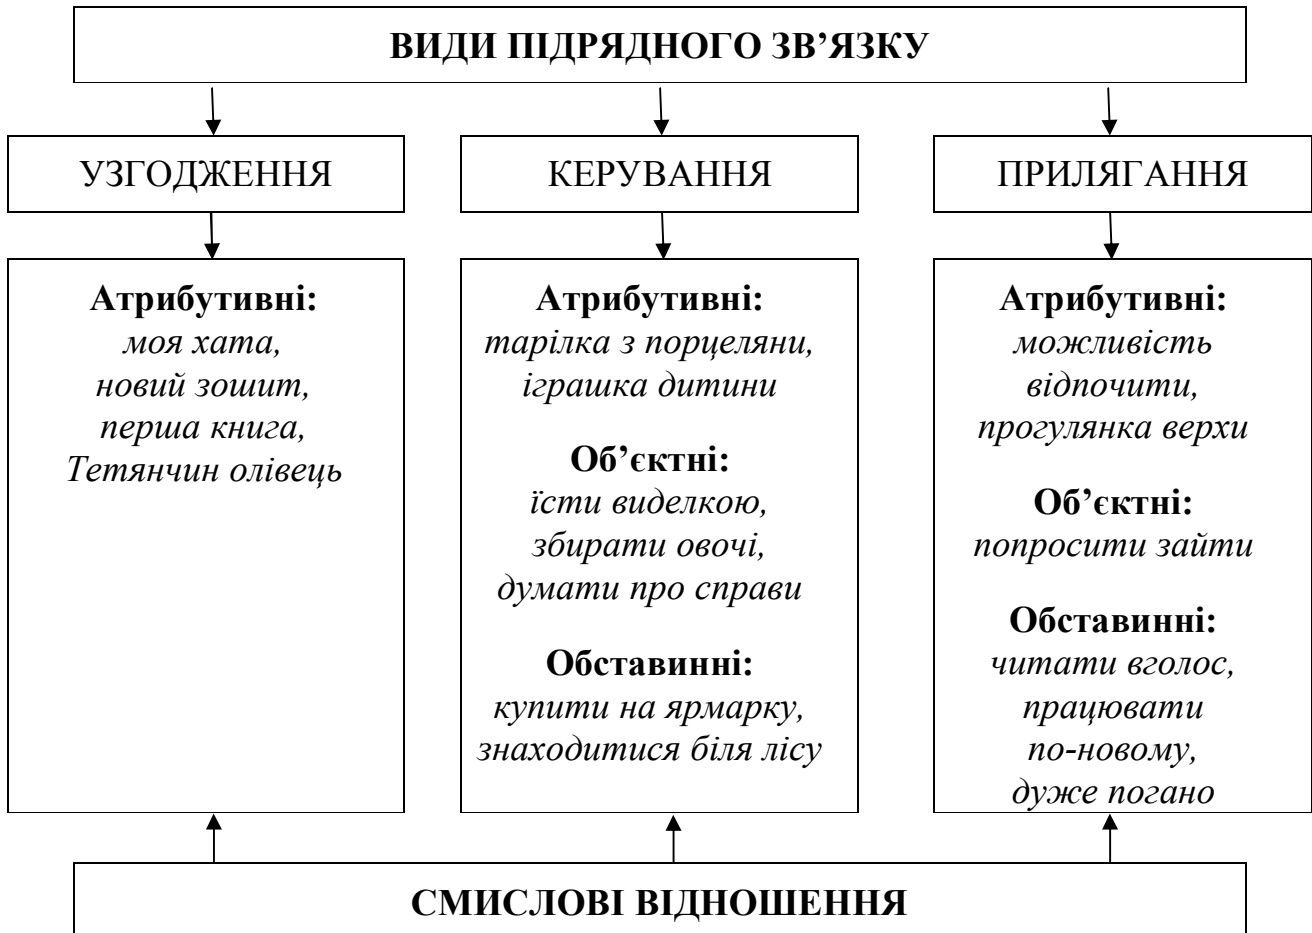 ВИДИ ПІДРЯДНОГО ЗВ’ЯЗКУ
УЗГОДЖЕННЯ
КЕРУВАННЯ
ПРИЛЯГАННЯ
Атрибутивні:
моя хата,
новий зошит,
перша книга,
Тетянчин олівець
Атрибутивні:
тарілка з порцеляни,
іграшка дитини
Об’єктні:
їсти виделкою,
збирати овочі,
думати про справи
Обставинні:
купити на ярмарку,
знаходитися біля лісу
Атрибутивні:
можливість
відпочити,
прогулянка верхи
Об’єктні:
попросити зайти
Обставинні:
читати вголос,
працювати
по-новому,
дуже погано
СМИСЛОВІ ВІДНОШЕННЯ